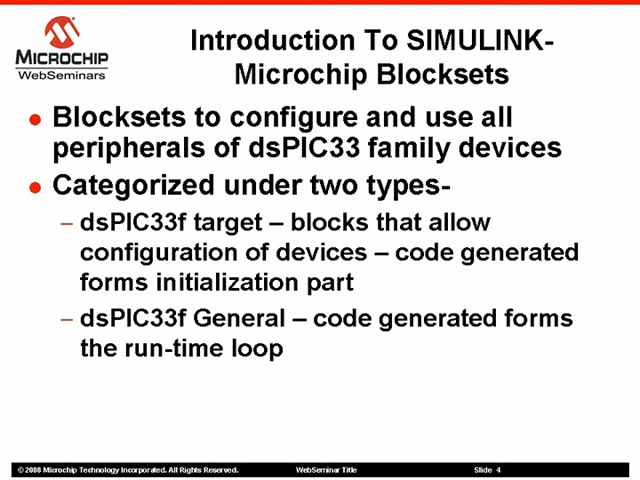 Introduction To SIMULINK-
Microchip Blocksets
MICROCHIP
WebSeminars
Blocksets to configure and use all
peripherals of dsPIC33 family devices
Categorized under two types-
– dsPIC33f target – blocks that allow
configuration of devices – code generated
forms initialization part
– dsPIC33f General – code generated forms
the run-time loop
© 2008 Microchip Technology Incorporated. All Rights Reserved. WebSeminar Title Slide 4